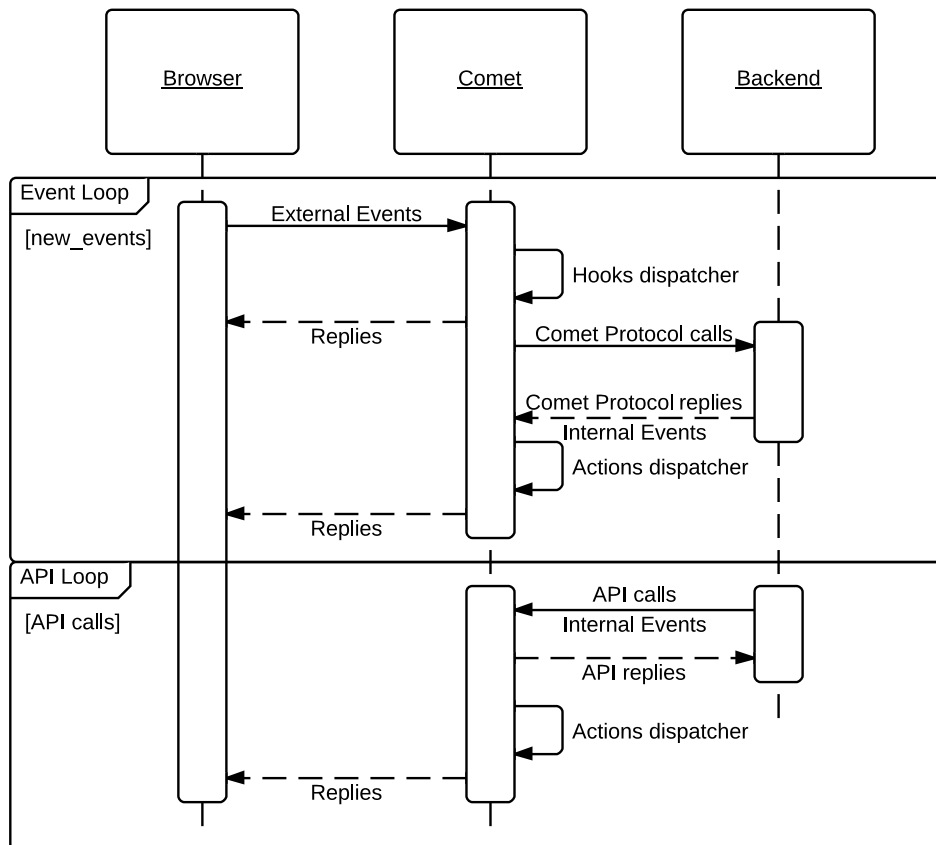 Browser
Comet
Backend
Event Loop
[new_events]
External Events
Hooks dispatcher
Replies
Comet Protocol calls
Comet Protocol replies
Internal Events
Actions dispatcher
Replies
API Loop
[API calls]
API calls
Internal Events
API replies
Actions dispatcher
Replies